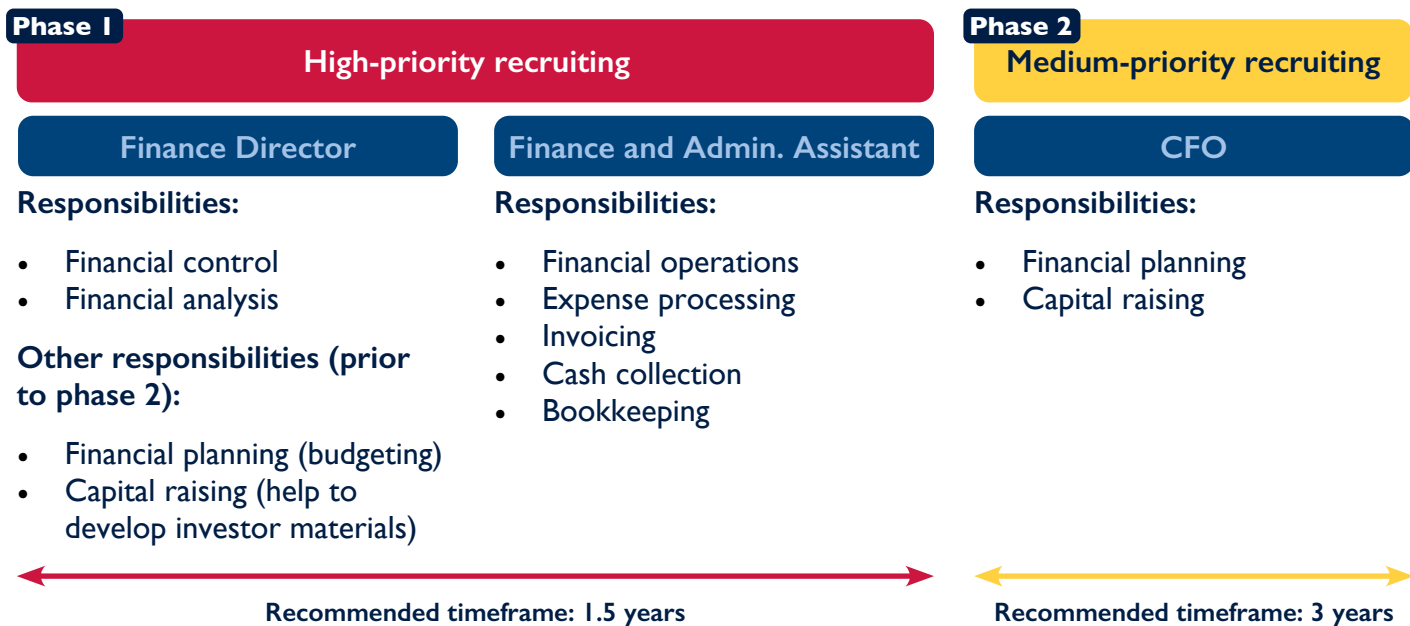 Phase 1
High-priority recruiting
Finance Director
Responsibilities:
• Financial control
• Financial analysis
Other responsibilities (prior
to phase 2):
• Financial planning (budgeting)
• Capital raising (help to
develop investor materials)
Finance and Admin. Assistant
Responsibilities:
• Financial operations
• Expense processing
• Invoicing
• Cash collection
• Bookkeeping
Recommended timeframe: 1.5 years
Phase 2
Medium-priority recruiting
CFO
Responsibilities:
• Financial planning
• Capital raising
Recommended timeframe: 3 years